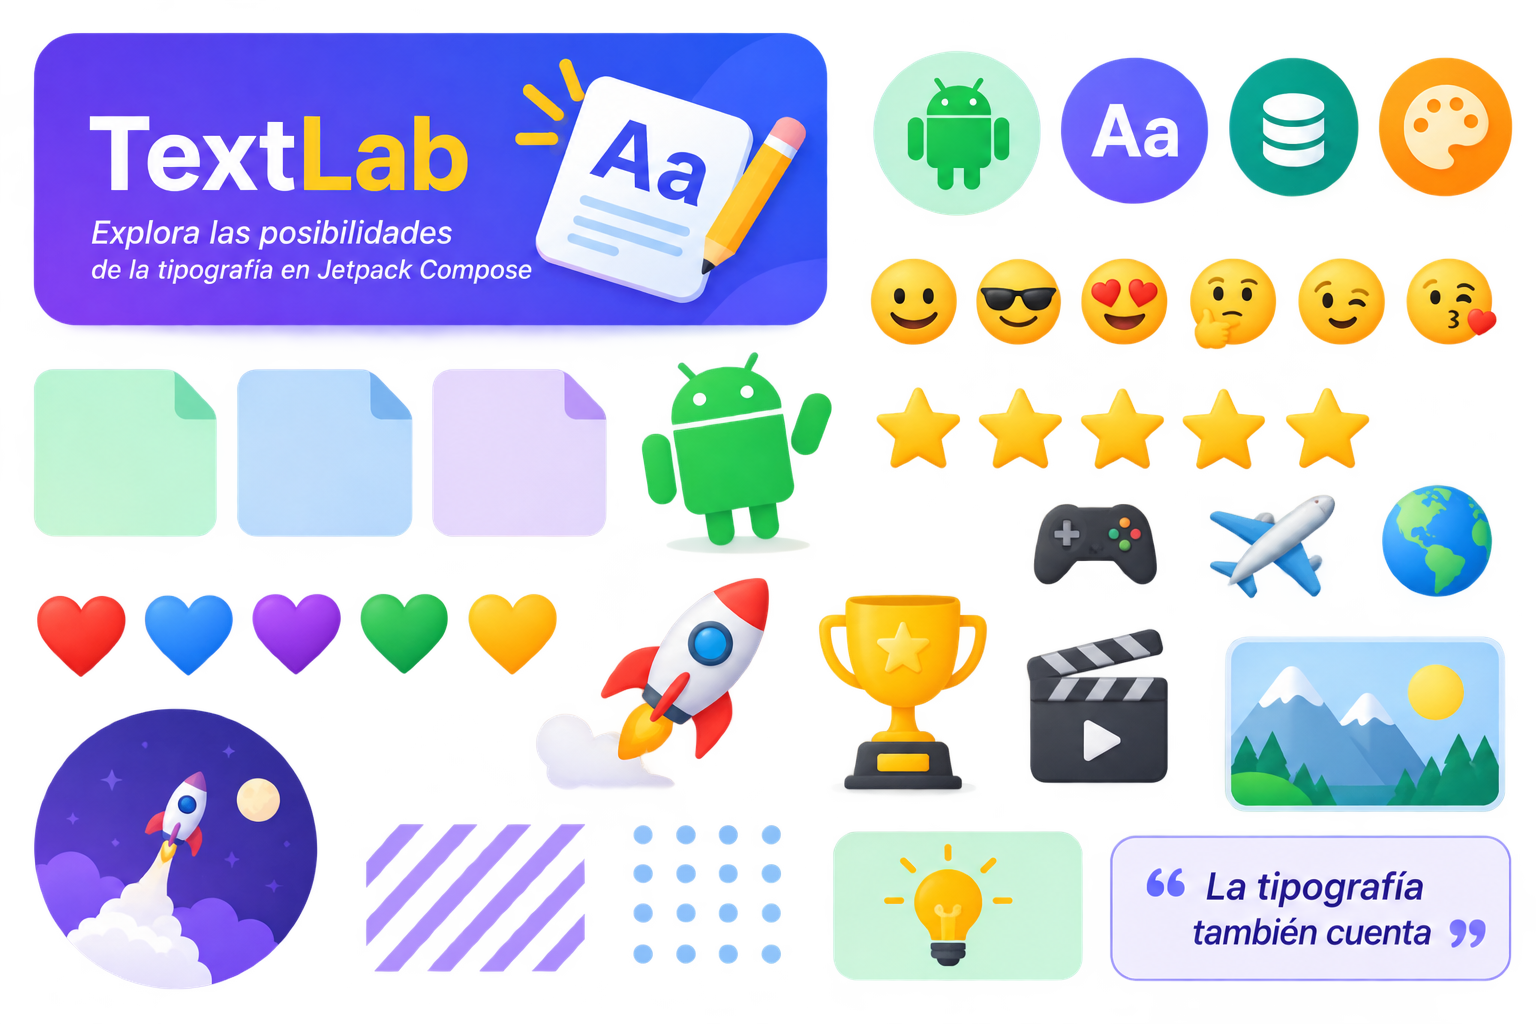 TextLab
Explora las posibilidades
de la tipografía en Jetpack Compose
Aa
Aa
“ La tipografía
también cuenta ”